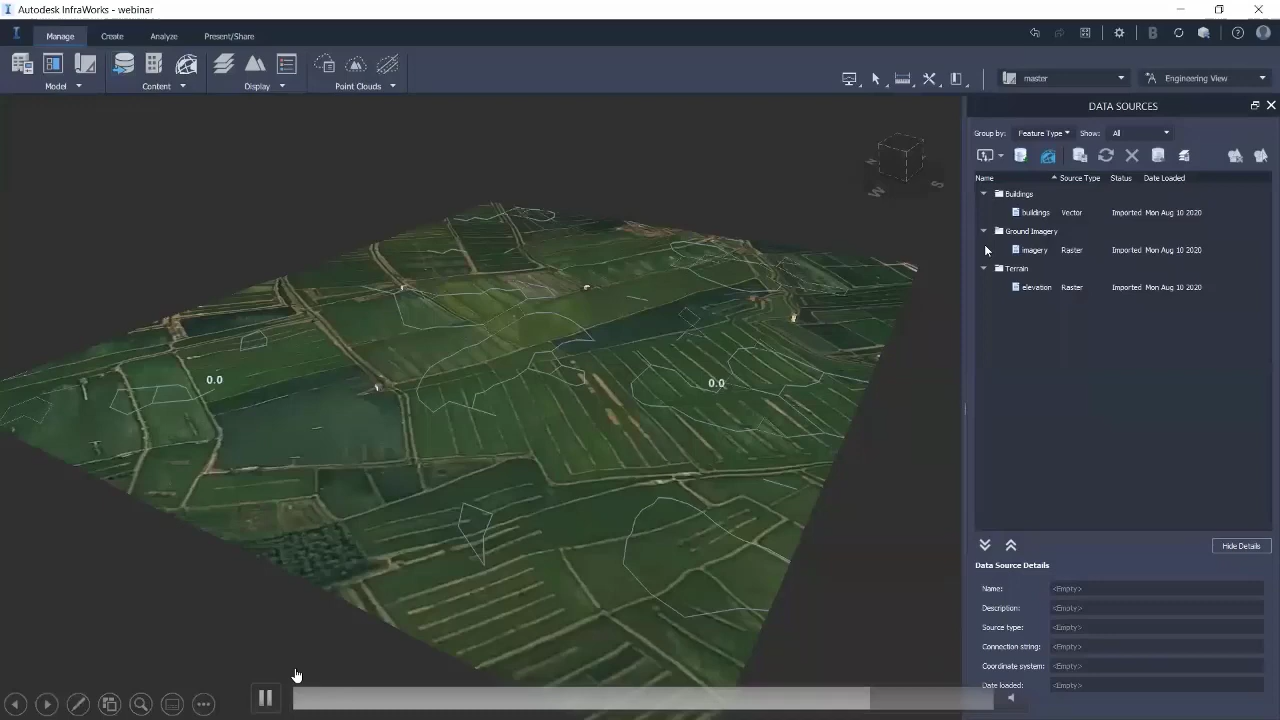 Autodesk InfraWorks - webinar
Manage Create Analyze Present/Share
Model Content Display Point Clouds
master Engineering View
DATA SOURCES
Group by: Feature Type Show: All
Name Source Type Status Date Loaded
Buildings
buildings Vector Imported Mon Aug 10 2020
Ground Imagery
imagery Raster Imported Mon Aug 10 2020
Terrain
elevation Raster Imported Mon Aug 10 2020
W S
0.0
0.0
Hide Details
Data Source Details
Name: <Empty>
Description: <Empty>
Source type: <Empty>
Connection string: <Empty>
Coordinate system: <Empty>
Date loaded: <Empty>